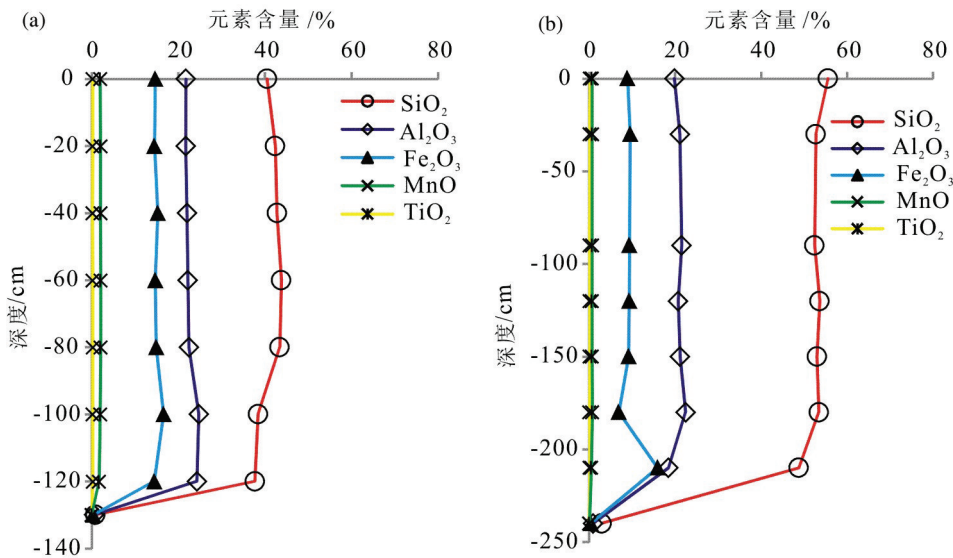 (a)
元素含量 /%
0 20 40 60 80
0
-20
-40
-60
-80
-100
-120
-140
深度/cm
SiO₂
Al₂O₃
Fe₂O₃
MnO
TiO₂
(b)
元素含量 /%
0 20 40 60 80
0
-50
-100
-150
-200
-250
深度/cm
SiO₂
Al₂O₃
Fe₂O₃
MnO
TiO₂